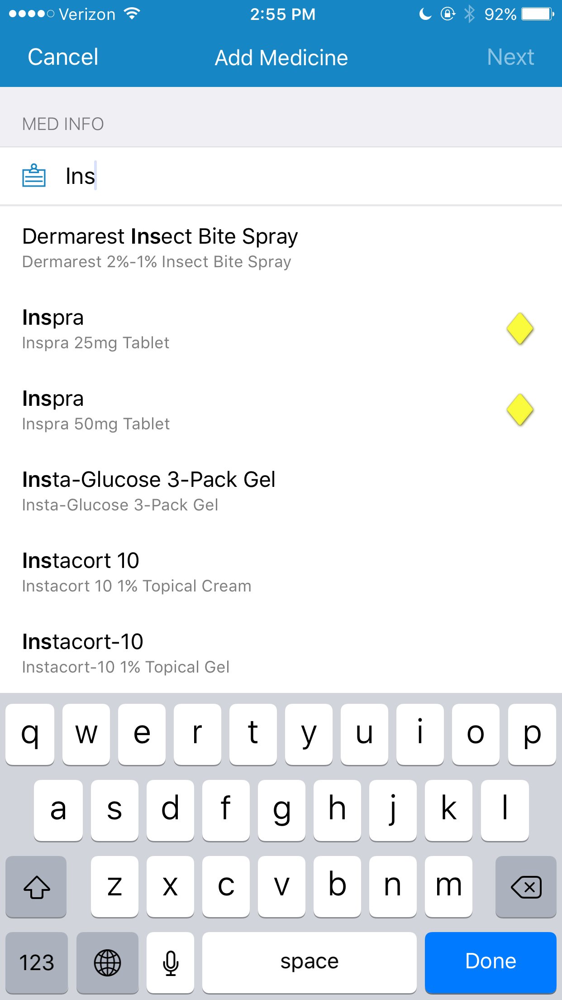 Verizon 2:55 PM 92%
Cancel Add Medicine Next
MED INFO
Ins
Dermarest Insect Bite Spray
Dermarest 2%-1% Insect Bite Spray
Inspra
Inspra 25mg Tablet
Inspra
Inspra 50mg Tablet
Insta-Glucose 3-Pack Gel
Insta-Glucose 3-Pack Gel
Instacort 10
Instacort 10 1% Topical Cream
Instacort-10
Instacort-10 1% Topical Gel
q w e r t y u i o p
a s d f g h j k l
z x c v b n m
123 space Done